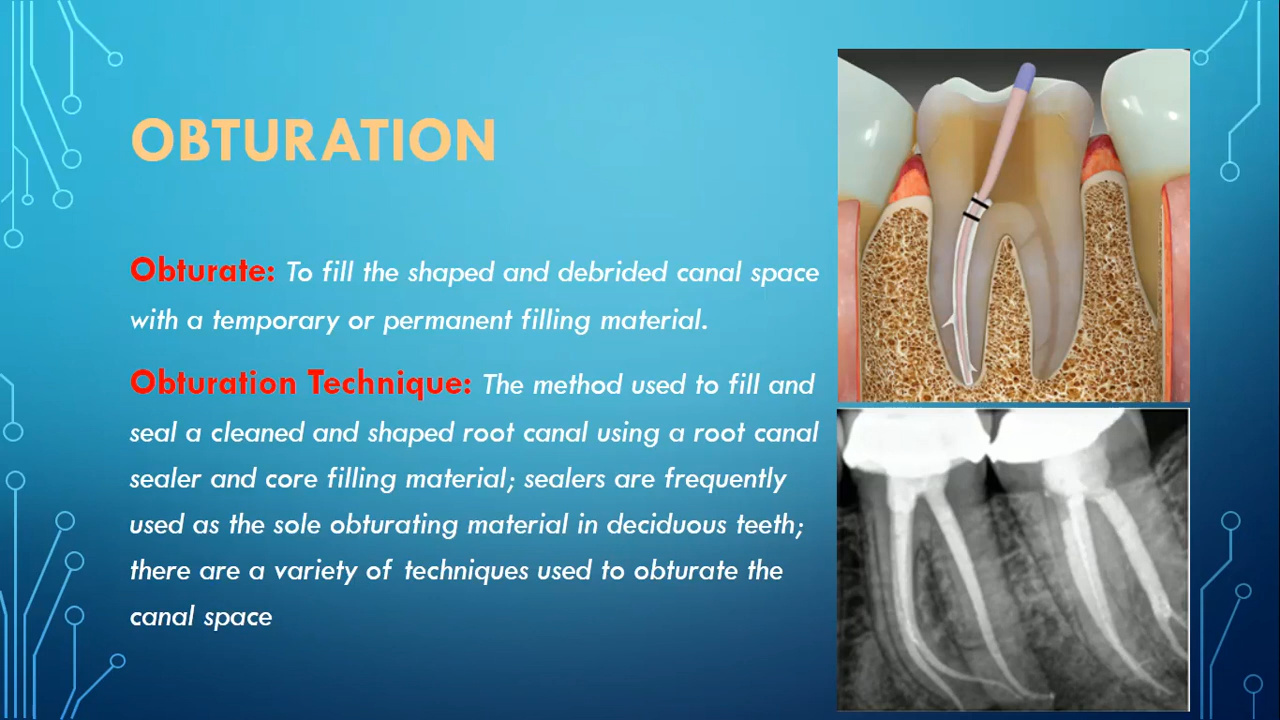 OBTURATION
Obturate: To fill the shaped and debrided canal space
with a temporary or permanent filling material.
Obturation Technique: The method used to fill and
seal a cleaned and shaped root canal using a root canal
sealer and core filling material; sealers are frequently
used as the sole obturating material in deciduous teeth;
there are a variety of techniques used to obturate the
canal space